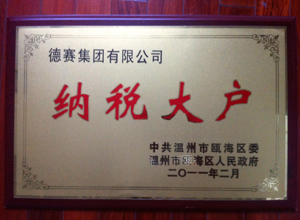 德赛集团有限公司
纳税大户
中共温州市瓯海区委
温州市瓯海区人民政府
二〇一一年二月